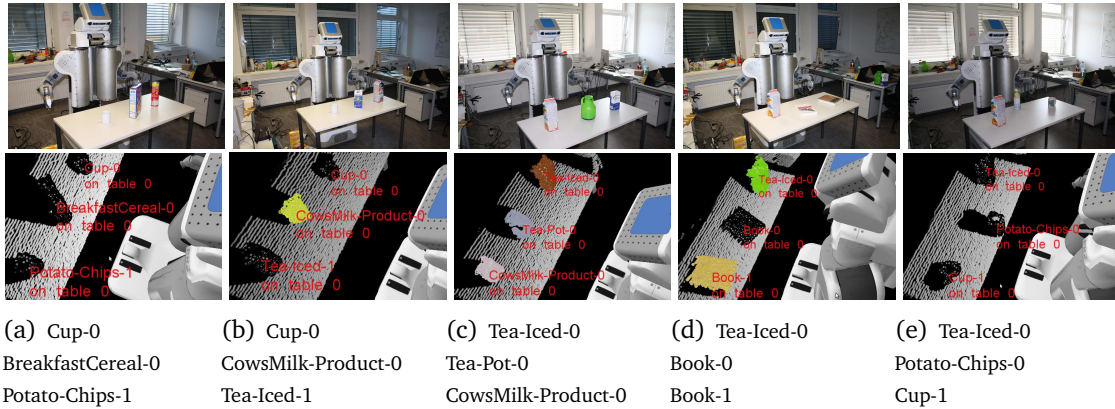 Cup-0
on table 0
BreakfastCereal-0
on table 0
Potato-Chips-1
on table 0
Cup-0
on table 0
CowsMilk-Product-0
on table 0
Tea-Iced-1
on table 0
Tea-Iced-0
on table 0
Tea-Pot-0
on table 0
CowsMilk-Product-0
on table 0
Tea-Iced-0
on table 0
Book-0
on table 0
Book-1
on table 0
Tea-Iced-0
on table 0
Potato-Chips-0
on table 0
Cup-1
on table 0
(a) Cup-0
BreakfastCereal-0
Potato-Chips-1
(b) Cup-0
CowsMilk-Product-0
Tea-Iced-1
(c) Tea-Iced-0
Tea-Pot-0
CowsMilk-Product-0
(d) Tea-Iced-0
Book-0
Book-1
(e) Tea-Iced-0
Potato-Chips-0
Cup-1